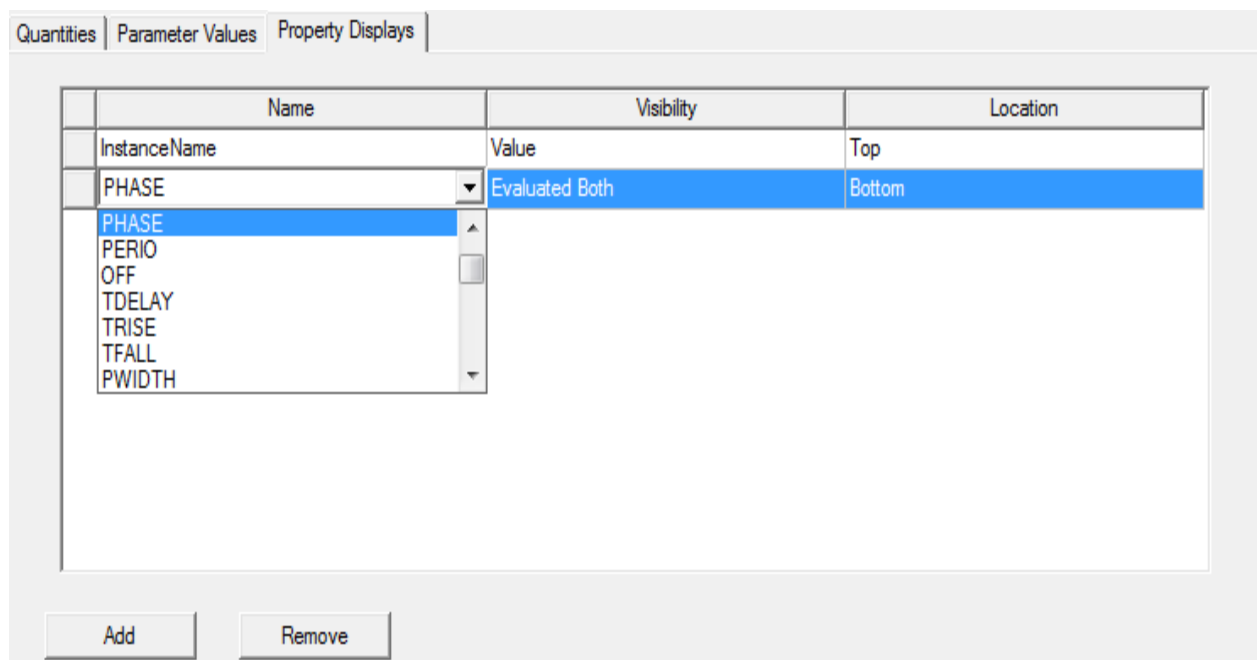 Quantities Parameter Values Property Displays
Name Visibility Location
InstanceName Value Top
PHASE Evaluated Both Bottom
PHASE
PERIO
OFF
TDELAY
TRISE
TFALL
PWIDTH
Add Remove